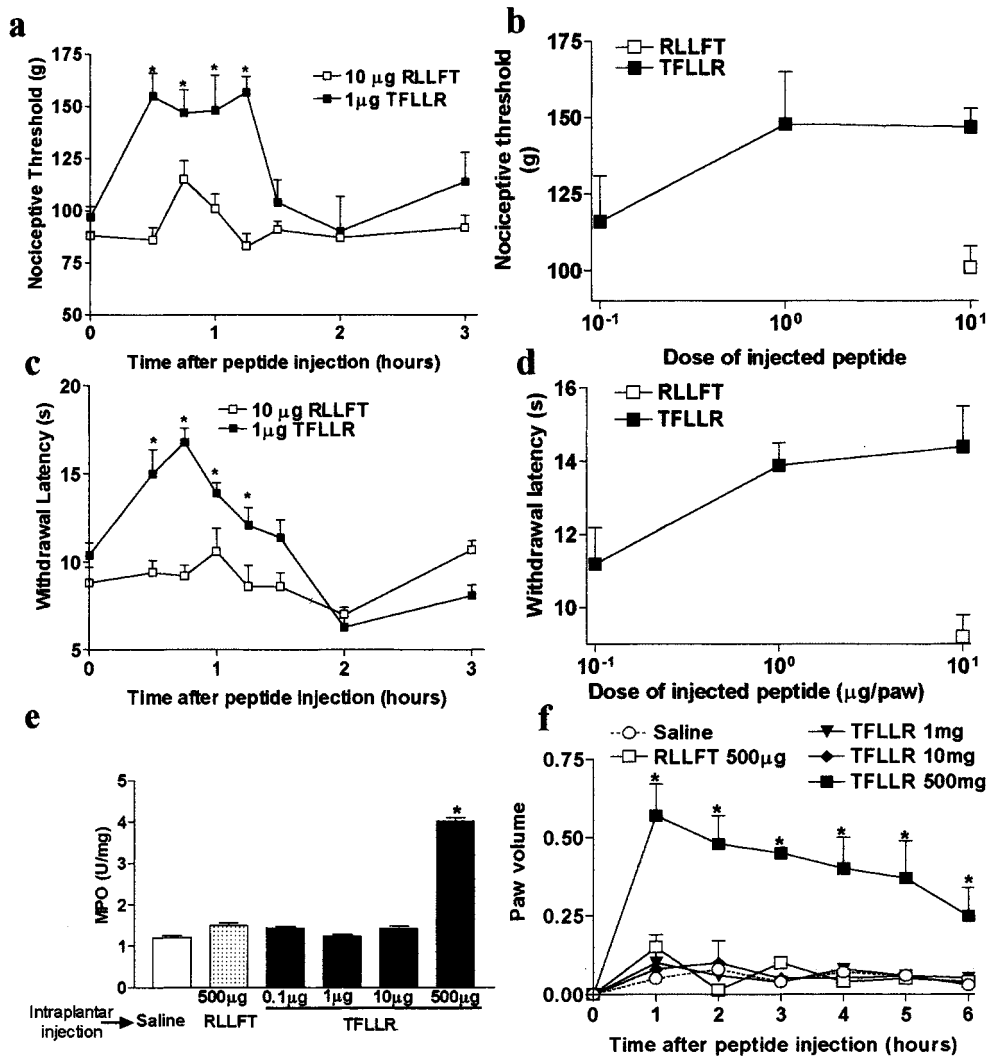 a
175
150
125
100
75
50
Nociceptive Threshold (g)
* * * *
10 μg RLLFT
1μg TFLLR
0 1 2 3
Time after peptide injection (hours)
b
175
150
125
100
Nociceptive threshold
(g)
RLLFT
TFLLR
10-1 100 101
Dose of injected peptide
c
20
15
10
5
Withdrawal Latency (s)
* * * *
10 μg RLLFT
1μg TFLLR
0 1 2 3
Time after peptide injection (hours)
d
16
14
12
10
Withdrawal latency (s)
RLLFT
TFLLR
10-1 100 101
Dose of injected peptide (μg/paw)
e
5
4
3
2
1
0
MPO (U/mg)
*
500μg 0.1μg 1μg 10μg 500μg
Intraplantar
injection
Saline RLLFT TFLLR
f
Saline
RLLFT 500μg
TFLLR 1mg
TFLLR 10mg
TFLLR 500mg
0.75
0.50
0.25
0.00
Paw volume
* * * * * *
0 1 2 3 4 5 6
Time after peptide injection (hours)